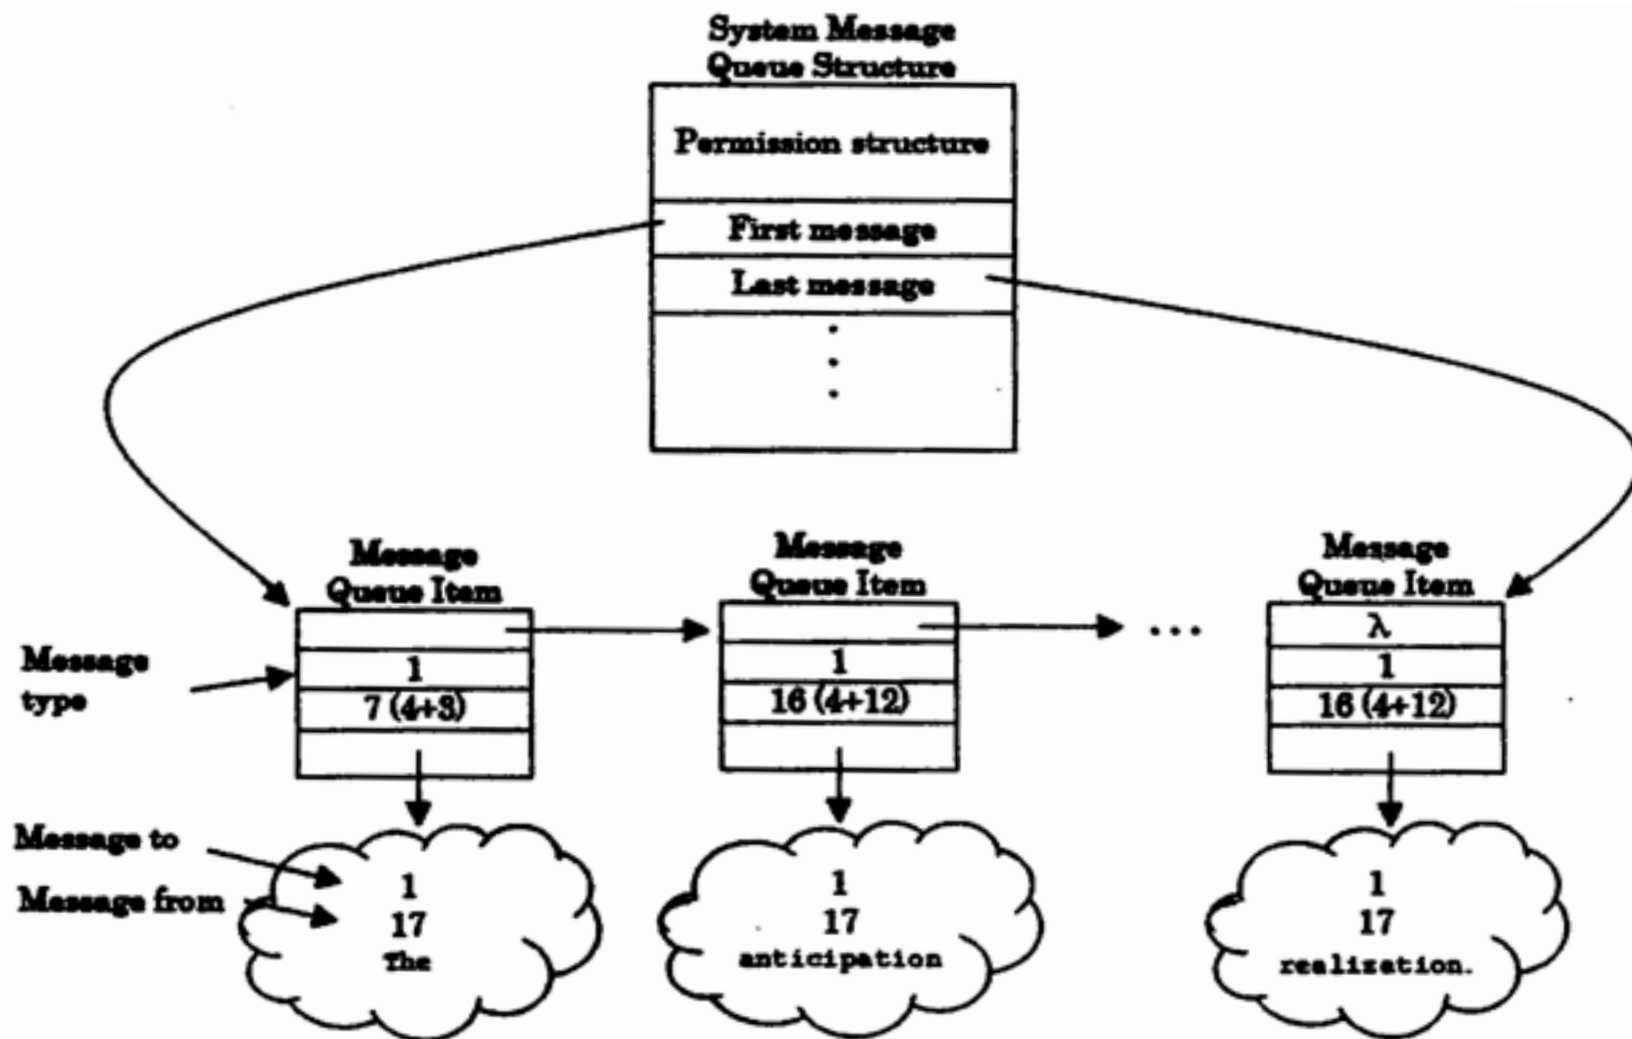 System Message
Queue Structure
Permission structure
First message
Last message
.
.
.
Message
Queue Item
Message
Queue Item
Message
Queue Item
λ
Message
type
1
1
1
7 (4+3)
16 (4+12)
16 (4+12)
Message to
Message from
1
17
The
1
17
anticipation
...
1
17
realization.